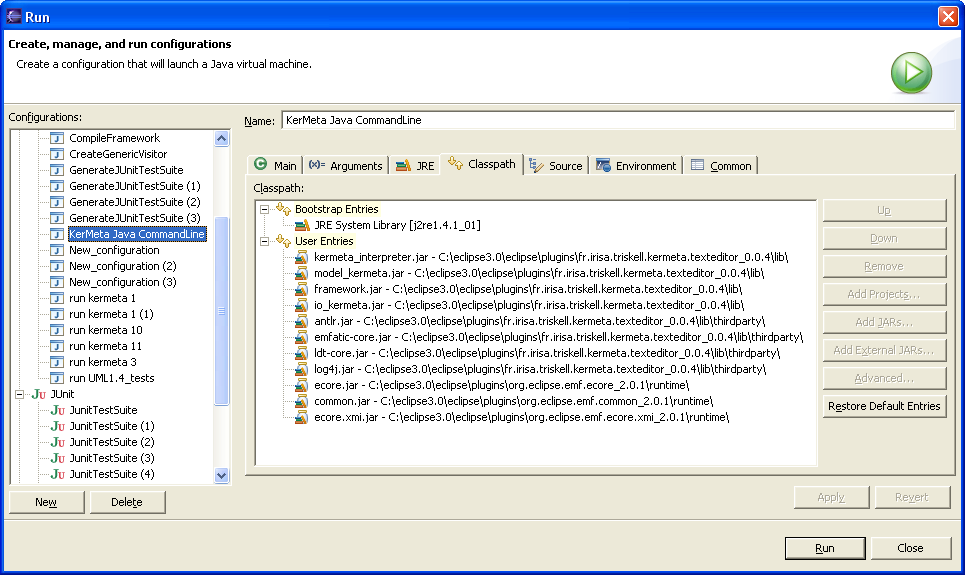 Run
Create, manage, and run configurations
Create a configuration that will launch a Java virtual machine.
Configurations:
CompileFramework
CreateGenericVisitor
GenerateJUnitTestSuite
GenerateJUnitTestSuite (1)
GenerateJUnitTestSuite (2)
GenerateJUnitTestSuite (3)
KerMeta Java CommandLine
New_configuration
New_configuration (2)
New_configuration (3)
run kermeta 1
run kermeta 1 (1)
run kermeta 10
run kermeta 11
run kermeta 3
run UML1.4_tests
JUnit
JunitTestSuite
JunitTestSuite (1)
JunitTestSuite (2)
JunitTestSuite (3)
JunitTestSuite (4)
New
Delete
Name: KerMeta Java CommandLine
Main (x)= Arguments JRE Classpath Source Environment Common
Classpath:
Bootstrap Entries
JRE System Library [j2re1.4.1_01]
User Entries
kermeta_interpreter.jar - C:\eclipse3.0\eclipse\plugins\fr.irisa.triskell.kermeta.texteditor_0.0.4\lib\
model_kermeta.jar - C:\eclipse3.0\eclipse\plugins\fr.irisa.triskell.kermeta.texteditor_0.0.4\lib\
framework.jar - C:\eclipse3.0\eclipse\plugins\fr.irisa.triskell.kermeta.texteditor_0.0.4\lib\
io_kermeta.jar - C:\eclipse3.0\eclipse\plugins\fr.irisa.triskell.kermeta.texteditor_0.0.4\lib\
antlr.jar - C:\eclipse3.0\eclipse\plugins\fr.irisa.triskell.kermeta.texteditor_0.0.4\lib\thirdparty\
emfatic-core.jar - C:\eclipse3.0\eclipse\plugins\fr.irisa.triskell.kermeta.texteditor_0.0.4\lib\thirdparty\
ldt-core.jar - C:\eclipse3.0\eclipse\plugins\fr.irisa.triskell.kermeta.texteditor_0.0.4\lib\thirdparty\
log4j.jar - C:\eclipse3.0\eclipse\plugins\fr.irisa.triskell.kermeta.texteditor_0.0.4\lib\thirdparty\
ecore.jar - C:\eclipse3.0\eclipse\plugins\org.eclipse.emf.ecore_2.0.1\runtime\
common.jar - C:\eclipse3.0\eclipse\plugins\org.eclipse.emf.common_2.0.1\runtime\
ecore.xmi.jar - C:\eclipse3.0\eclipse\plugins\org.eclipse.emf.ecore.xmi_2.0.1\runtime\
Up
Down
Remove
Add Projects...
Add JARs...
Add External JARs...
Advanced...
Restore Default Entries
Apply
Revert
Run
Close